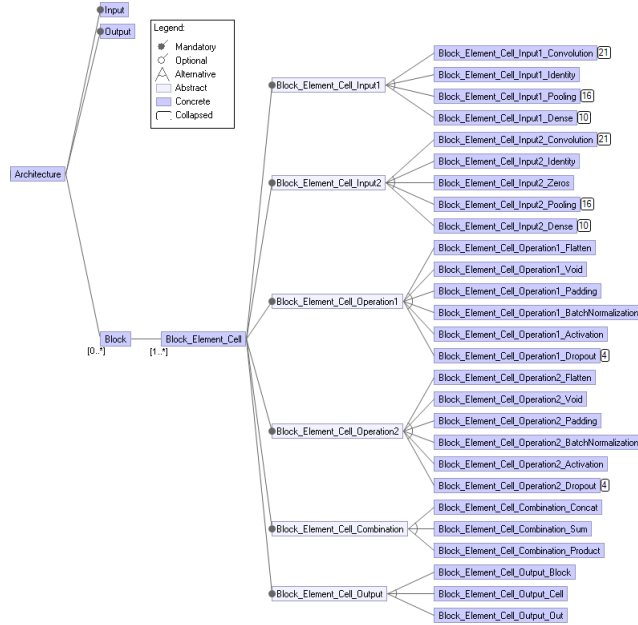 Input
Output
Legend:
Mandatory
Optional
Alternative
Abstract
Concrete
Collapsed
Architecture
Block
[0..*]
Block_Element_Cell
[1..*]
Block_Element_Cell_Input1
Block_Element_Cell_Input1_Convolution 21
Block_Element_Cell_Input1_Identity
Block_Element_Cell_Input1_Pooling 16
Block_Element_Cell_Input1_Dense 10
Block_Element_Cell_Input2
Block_Element_Cell_Input2_Convolution 21
Block_Element_Cell_Input2_Identity
Block_Element_Cell_Input2_Zeros
Block_Element_Cell_Input2_Pooling 16
Block_Element_Cell_Input2_Dense 10
Block_Element_Cell_Operation1
Block_Element_Cell_Operation1_Flatten
Block_Element_Cell_Operation1_Void
Block_Element_Cell_Operation1_Padding
Block_Element_Cell_Operation1_BatchNormalization
Block_Element_Cell_Operation1_Activation
Block_Element_Cell_Operation1_Dropout 4
Block_Element_Cell_Operation2
Block_Element_Cell_Operation2_Flatten
Block_Element_Cell_Operation2_Void
Block_Element_Cell_Operation2_Padding
Block_Element_Cell_Operation2_BatchNormalization
Block_Element_Cell_Operation2_Activation
Block_Element_Cell_Operation2_Dropout 4
Block_Element_Cell_Combination
Block_Element_Cell_Combination_Concat
Block_Element_Cell_Combination_Sum
Block_Element_Cell_Combination_Product
Block_Element_Cell_Output
Block_Element_Cell_Output_Block
Block_Element_Cell_Output_Cell
Block_Element_Cell_Output_Out